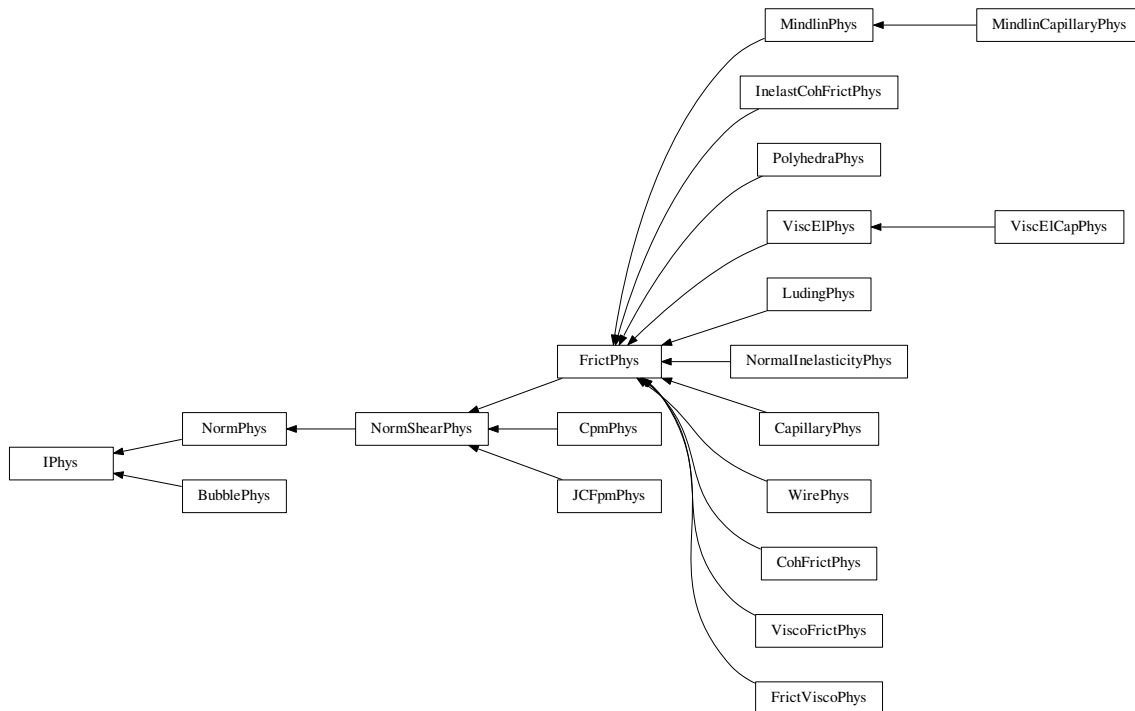 MindlinPhys
MindlinCapillaryPhys
InelastCohFrictPhys
PolyhedraPhys
ViscElPhys
ViscElCapPhys
LudingPhys
FrictPhys
NormalInelasticityPhys
NormPhys
NormShearPhys
CpmPhys
CapillaryPhys
IPhys
BubblePhys
JCFpmPhys
WirePhys
CohFrictPhys
ViscoFrictPhys
FrictViscoPhys